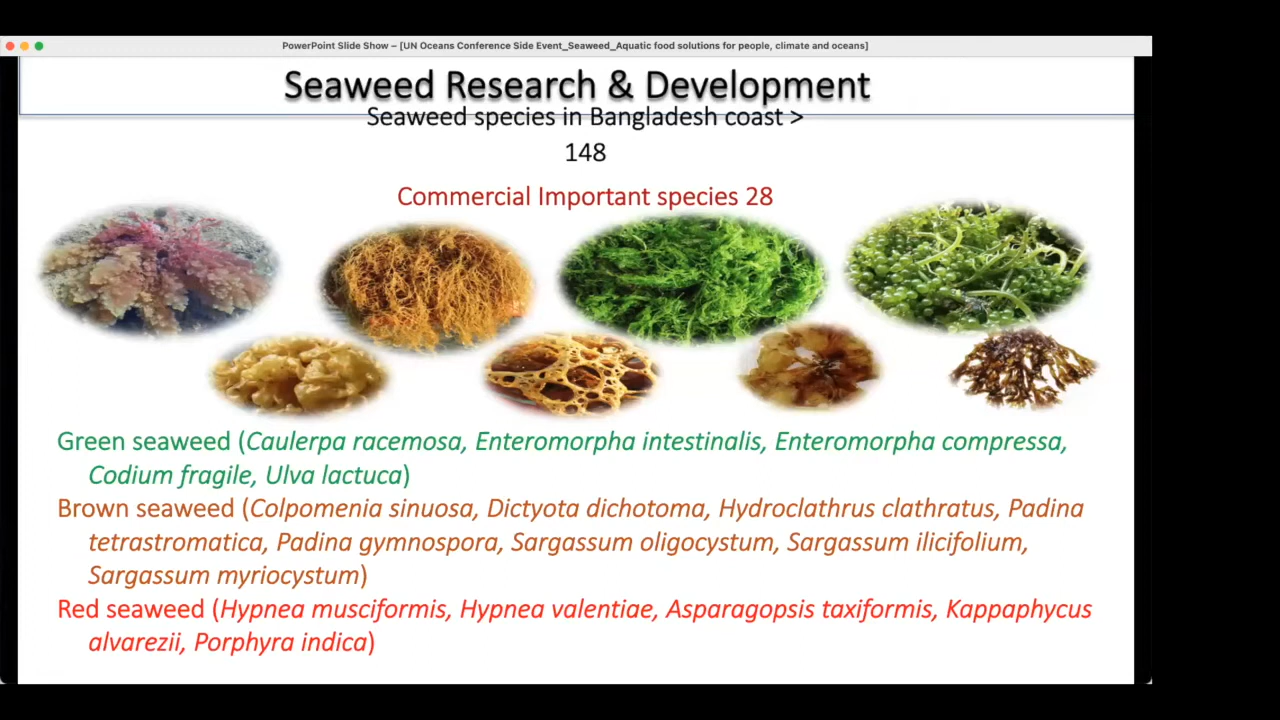 PowerPoint Slide Show – [UN Oceans Conference Side Event_Seaweed_Aquatic food solutions for people, climate and oceans]
Seaweed Research & Development
Seaweed species in Bangladesh coast >
148
Commercial Important species 28
Green seaweed (Caulerpa racemosa, Enteromorpha intestinalis, Enteromorpha compressa,
Codium fragile, Ulva lactuca)
Brown seaweed (Colpomenia sinuosa, Dictyota dichotoma, Hydroclathrus clathratus, Padina
tetrastromatica, Padina gymnospora, Sargassum oligocystum, Sargassum ilicifolium,
Sargassum myriocystum)
Red seaweed (Hypnea musciformis, Hypnea valentiae, Asparagopsis taxiformis, Kappaphycus
alvarezii, Porphyra indica)